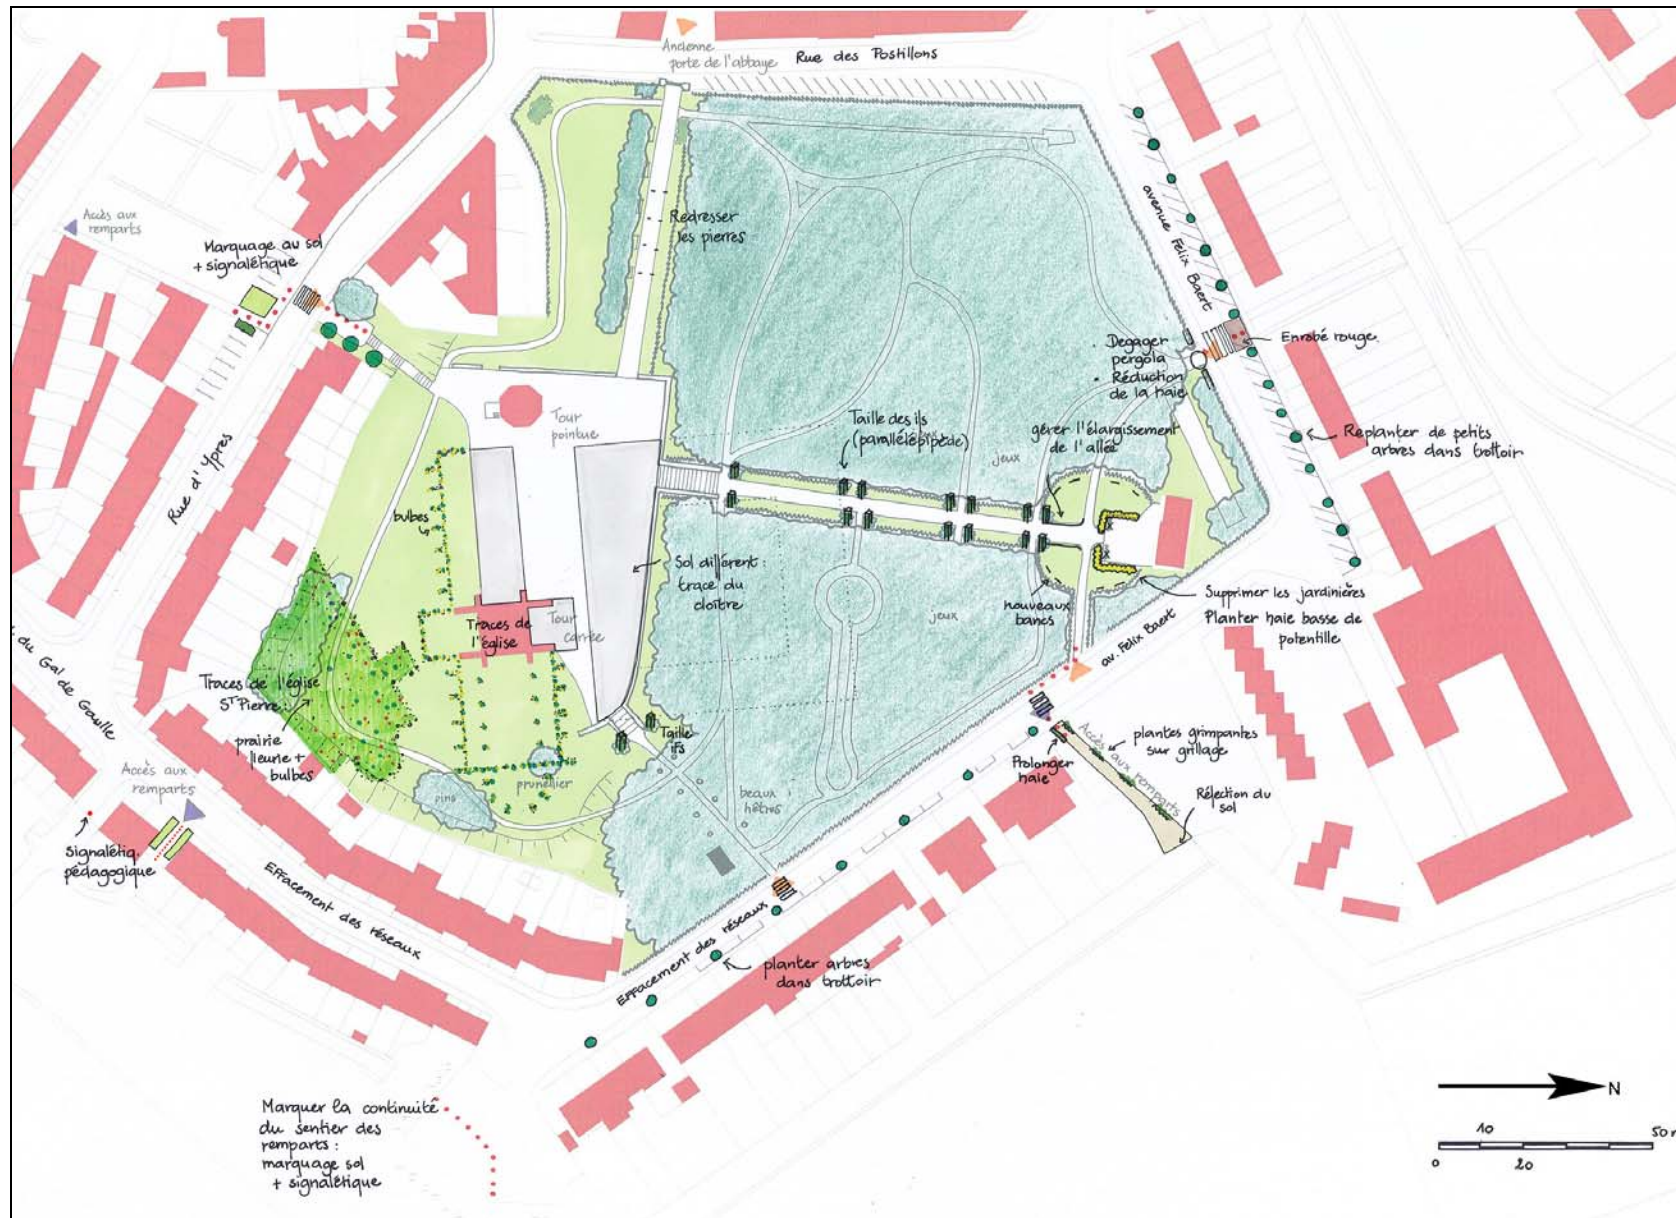 Ancienne
porte de l'abbaye
Rue des Postillons
Accès aux
remparts
Marquage au sol
+ signalétique
Redresser
les pierres
avenue Felix Baert
Degager
pergola
• Réduction
de la haie
Enrobé rouge
Tour
pointue
Taille des ifs
(parallélépipède)
gérer l'élargissement
de l'allée
jeux
Replanter de petits
arbres dans trottoir
Rue d'Ypres
bulbes
Sol différent :
trace du
cloître
Traces de
l'église
Tour
carrée
jeux
nouveaux
bancs
Supprimer les jardinières
Planter haie basse de
potentille
av. Felix Baert
du Gal de Gaulle
Traces de l'église
ST Pierre
prairie
fleurie +
bulbes
Taille
ifs
Accès aux
remparts
pins
prunellier
beaux
hêtres
Accès aux remparts
plantes grimpantes
sur grillage
Prolonger
haie
Réfection du
sol
signalétiq
pédagogique
Effacement des réseaux
Effacement des réseaux
planter arbres
dans trottoir
Marquer la continuité
du sentier des
remparts :
marquage sol
+ signalétique
N
10
50 m
0
20